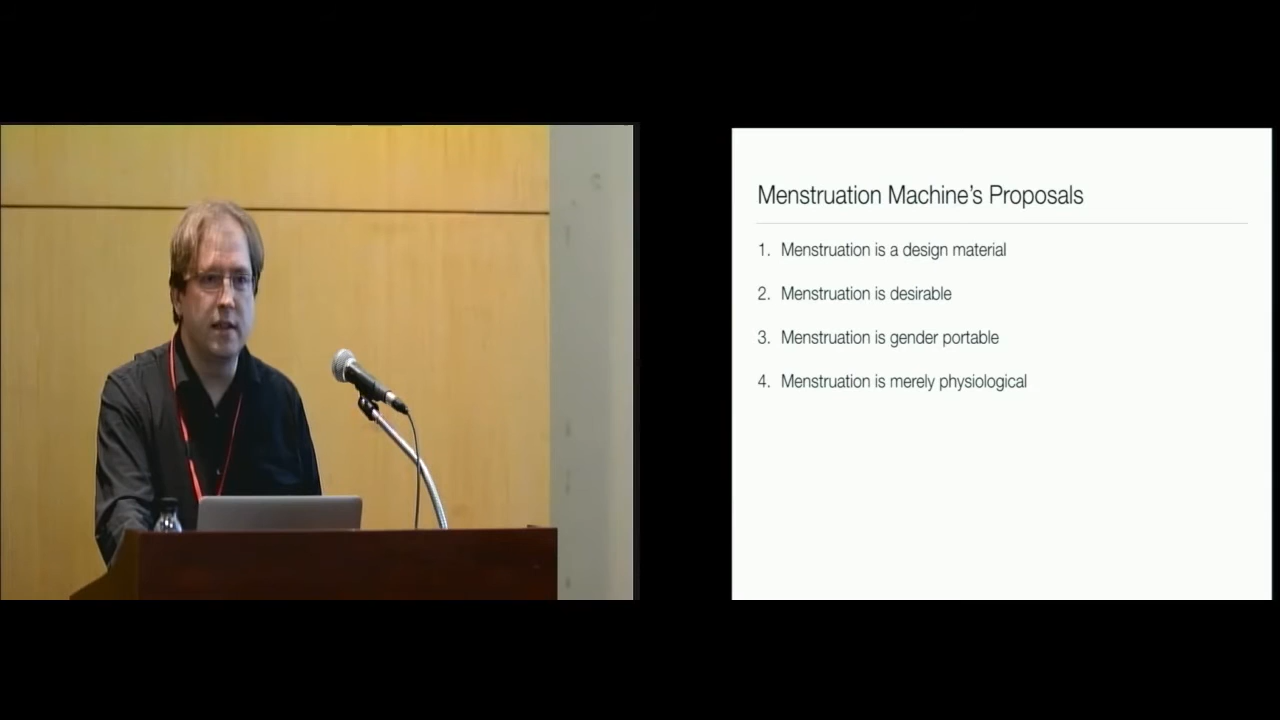 Menstruation Machine’s Proposals
1. Menstruation is a design material
2. Menstruation is desirable
3. Menstruation is gender portable
4. Menstruation is merely physiological